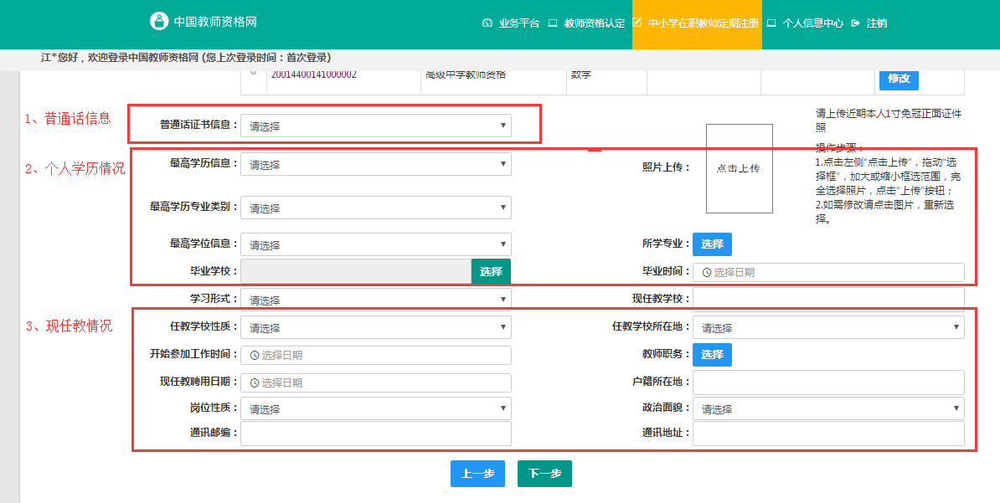 中国教师资格网
业务平台 教师资格认定 中小学在职教师定期注册 个人信息中心 注销
江*您好，欢迎登录中国教师资格网 (您上次登录时间：首次登录)
20014400141000002 高级中学教师资格 数学 修改
1、普通话信息
普通话证书信息： 请选择
请上传近期本人1寸免冠正面证件
照
2、个人学历情况
最高学历信息： 请选择
照片上传： 点击上传
操作步骤：
1.点击左侧“点击上传”，拖动“选
择框”，加大或缩小框选范围，完
全选择照片，点击“上传”按钮；
2.如需修改请点击图片，重新选
择。
最高学历专业类别： 请选择
最高学位信息： 请选择 所学专业： 选择
毕业学校： 选择 毕业时间： 选择日期
学习形式： 请选择 现任教学校：
3、现任教情况
任教学校性质： 请选择 任教学校所在地： 请选择
开始参加工作时间： 选择日期 教师职务： 选择
现任教聘用日期： 选择日期 户籍所在地：
岗位性质： 请选择 政治面貌： 请选择
通讯邮编： 通讯地址：
上一步 下一步